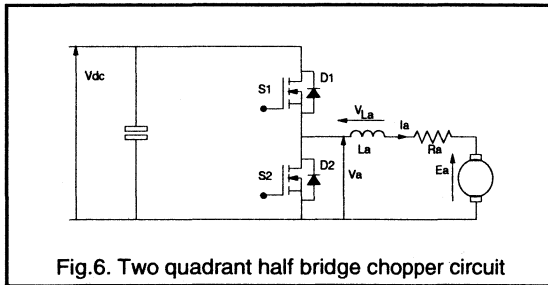 Vdc
S1
D1
VLa
Ia
La
Ra
S2
D2
Va
Ea
Fig.6. Two quadrant half bridge chopper circuit